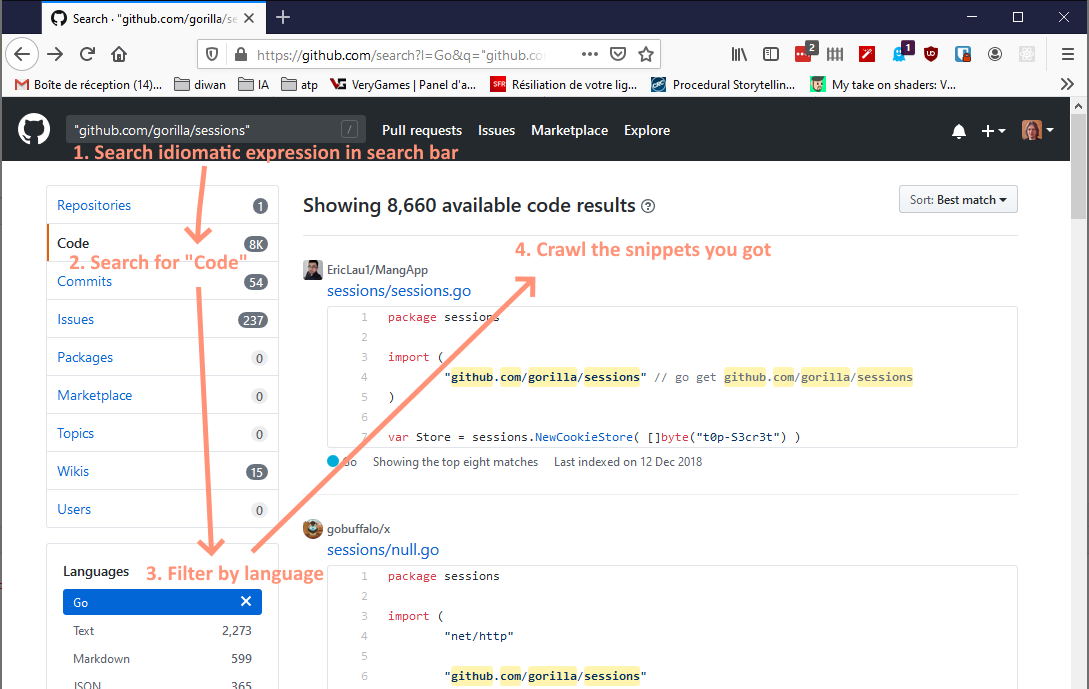 Search · "github.com/gorilla/se
https://github.com/search?l=Go&q="github.co
2
1
Boîte de réception (14)...
diwan
IA
atp
VeryGames | Panel d'a...
SFR
Résiliation de votre lig...
Procedural Storytellin...
My take on shaders: V...
"github.com/gorilla/sessions"
/
Pull requests
Issues
Marketplace
Explore
1. Search idiomatic expression in search bar
Repositories 1
Code 8K
2. Search for "Code"
Commits 54
Issues 237
Packages 0
Marketplace 0
Topics 0
Wikis 15
Users 0
Languages
3. Filter by language
Go
Text 2,273
Markdown 599
JSON 365
Showing 8,660 available code results
Sort: Best match
4. Crawl the snippets you got
EricLau1/MangApp
sessions/sessions.go
1 package sessions
2
3 import (
4 "github.com/gorilla/sessions" // go get github.com/gorilla/sessions
5 )
6
7 var Store = sessions.NewCookieStore( []byte("t0p-S3cr3t") )
Go Showing the top eight matches Last indexed on 12 Dec 2018
gobuffalo/x
sessions/null.go
1 package sessions
2
3 import (
4 "net/http"
5
6 "github.com/gorilla/sessions"